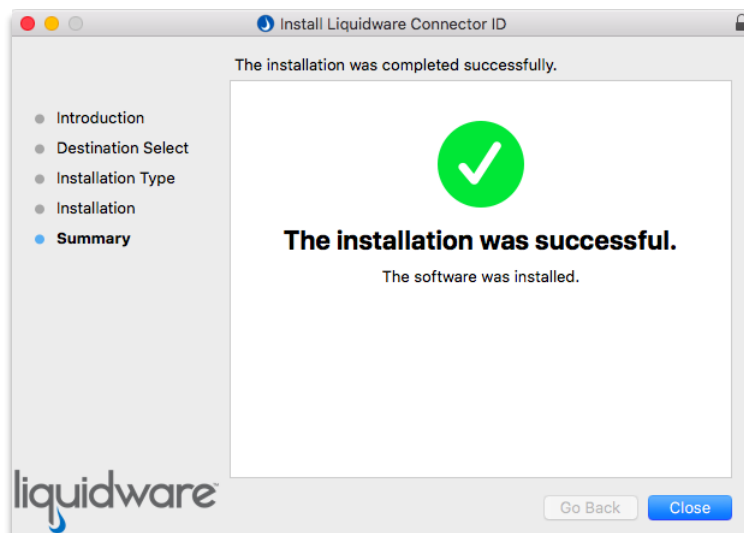 Install Liquidware Connector ID
The installation was completed successfully.
Introduction
Destination Select
Installation Type
Installation
Summary
The installation was successful.
The software was installed.
liquidware™
Go Back
Close